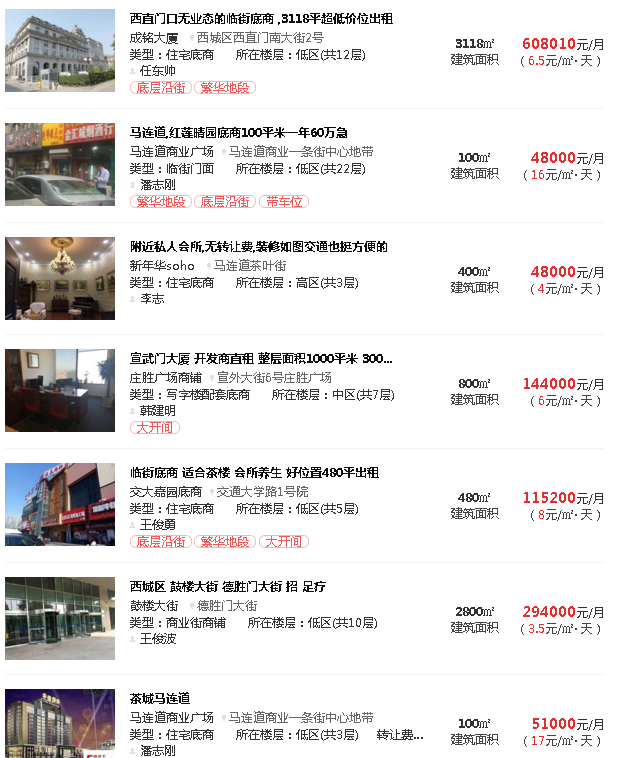 西直门口无业态的临街底商 ,3118平超低价位出租
成铭大厦 西城区西直门南大街2号
类型：住宅底商 所在楼层：低区(共12层)
任东帅
底层沿街 繁华地段
3118㎡
建筑面积
608010元/月
( 6.5元/㎡·天 )
马连道,红莲晴园底商100平米一年60万急
马连道商业广场 马连道商业一条街中心地带
类型：临街门面 所在楼层：低区(共22层)
潘志刚
繁华地段 底层沿街 带车位
100㎡
建筑面积
48000元/月
( 16元/㎡·天 )
附近私人会所,无转让费,装修如图交通也挺方便的
新年华soho 马连道茶叶街
类型：住宅底商 所在楼层：高区(共3层)
李志
400㎡
建筑面积
48000元/月
( 4元/㎡·天 )
宣武门大厦 开发商直租 整层面积1000平米 300...
庄胜广场商铺 宣外大街6号庄胜广场
类型：写字楼配套底商 所在楼层：中区(共7层)
韩建明
大开间
800㎡
建筑面积
144000元/月
( 6元/㎡·天 )
临街底商 适合茶楼 会所养生 好位置480平出租
交大嘉园底商 交通大学路1号院
类型：住宅底商 所在楼层：低区(共5层)
王俊勇
底层沿街 繁华地段 大开间
480㎡
建筑面积
115200元/月
( 8元/㎡·天 )
西城区 鼓楼大街 德胜门大街 招 足疗
鼓楼大街 德胜门大街
类型：商业街商铺 所在楼层：低区(共10层)
王俊波
2800㎡
建筑面积
294000元/月
( 3.5元/㎡·天 )
茶城马连道
马连道商业广场 马连道商业一条街中心地带
类型：住宅底商 所在楼层：低区(共3层) 转让费...
潘志刚
100㎡
建筑面积
51000元/月
( 17元/㎡·天 )